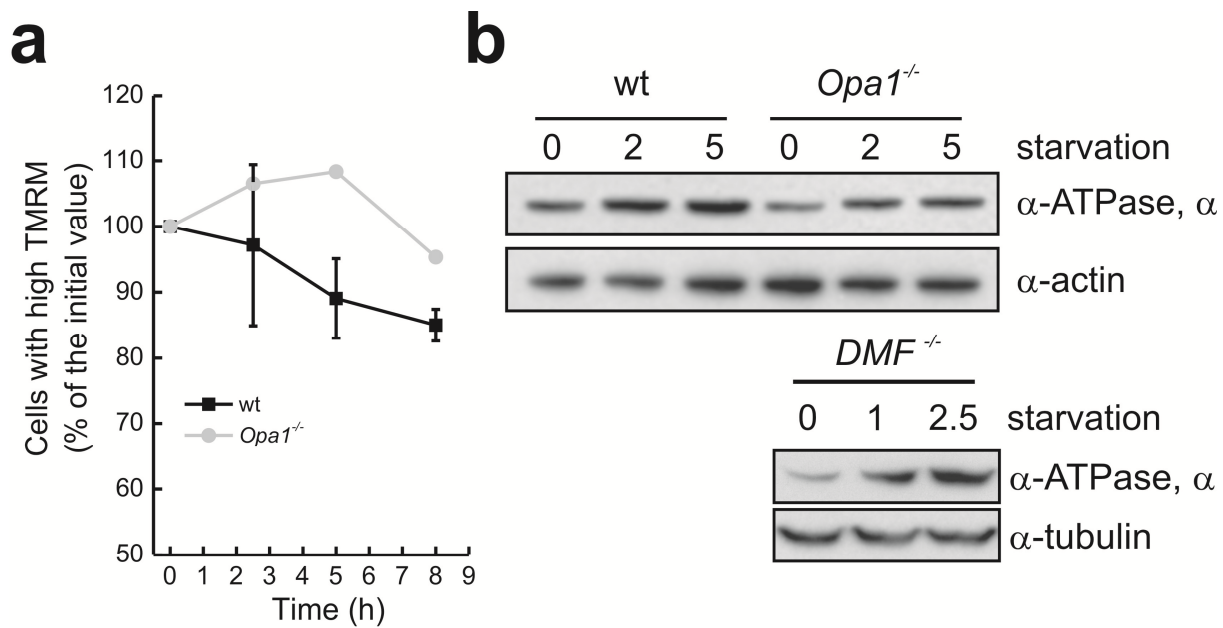 a
120
110
100
90
80
70
60
50
Cells with high TMRM
(% of the initial value)
wt
Opa1-/-
0 1 2 3 4 5 6 7 8 9
Time (h)
b
wt Opa1-/-
0 2 5 0 2 5 starvation
α-ATPase, α
α-actin
DMF -/-
0 1 2.5 starvation
α-ATPase, α
α-tubulin